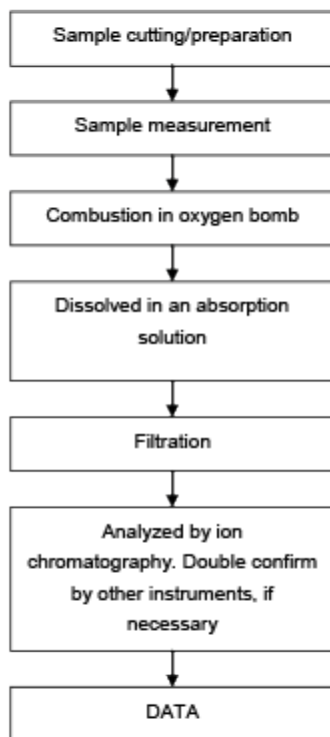 Sample cutting/preparation
Sample measurement
Combustion in oxygen bomb
Dissolved in an absorption
solution
Filtration
Analyzed by ion
chromatography. Double confirm
by other instruments, if
necessary
DATA